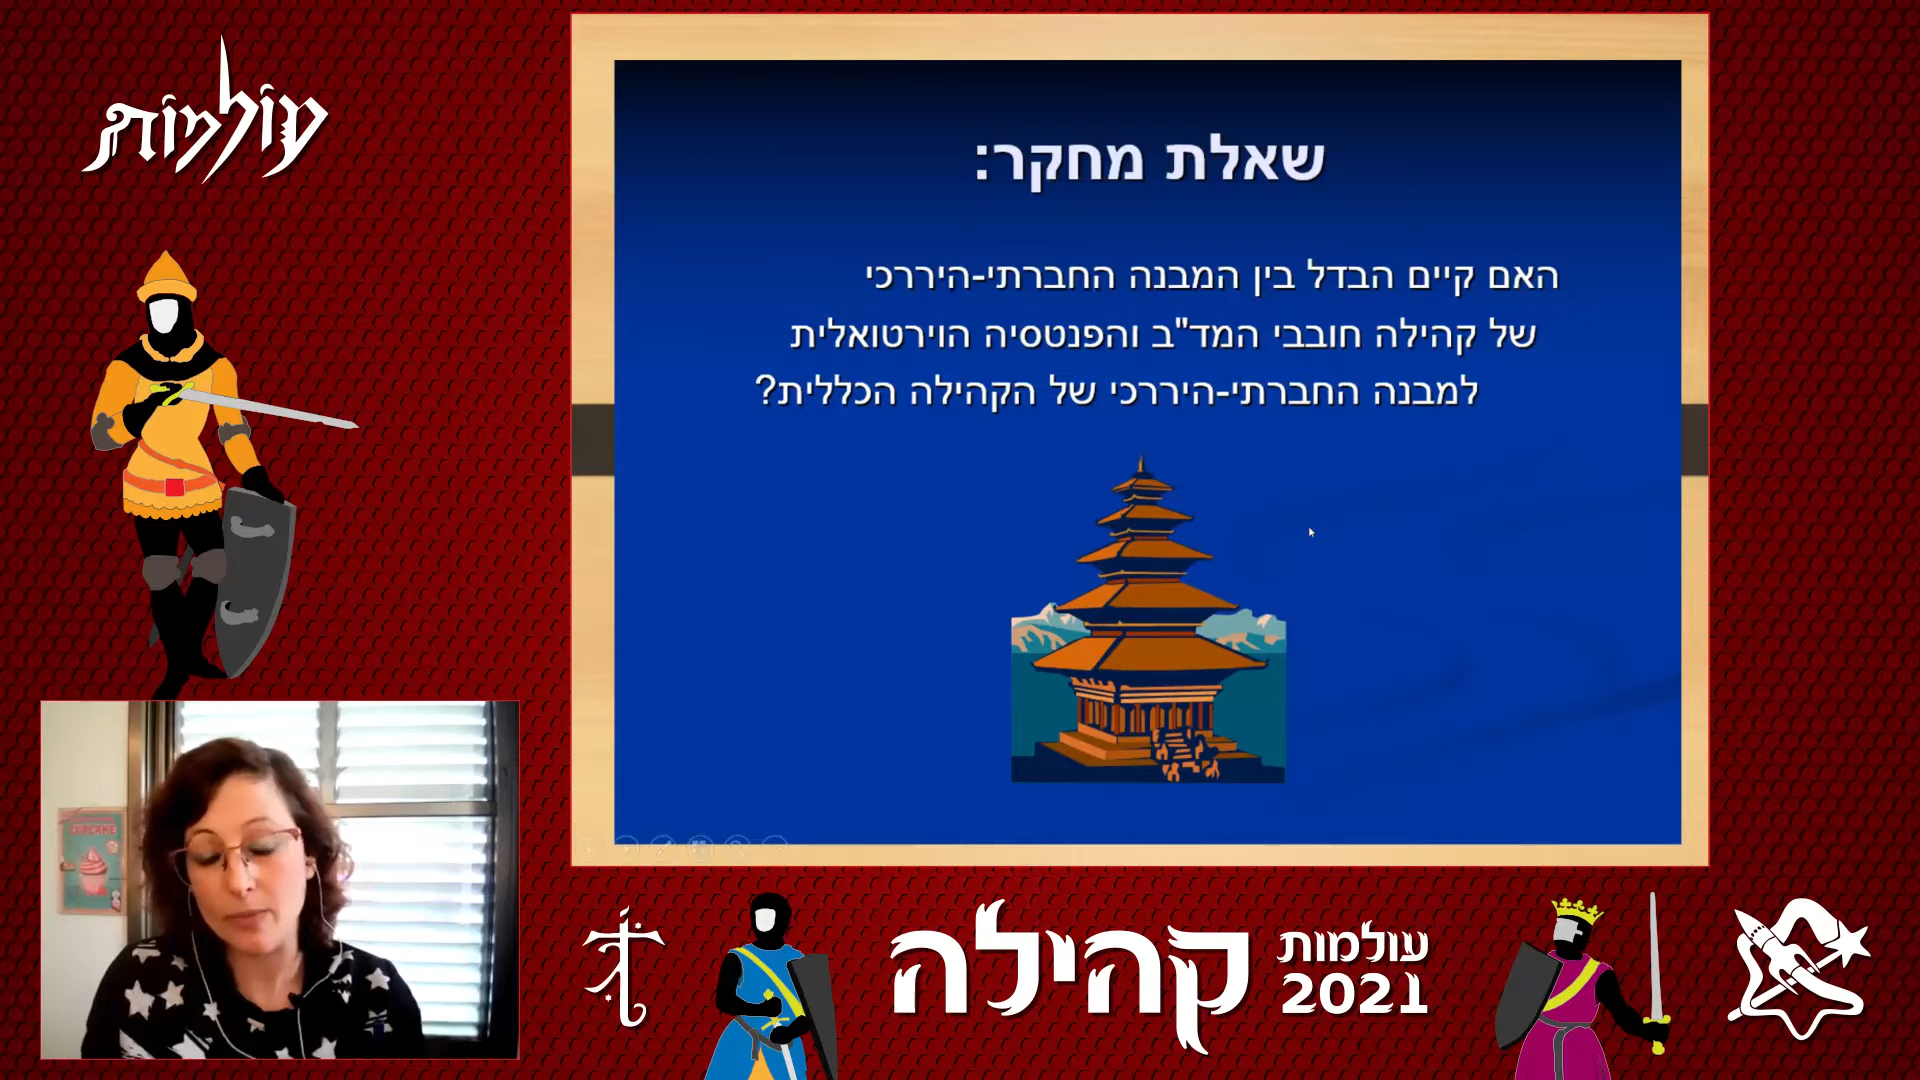 עולמות
שאלת מחקר:
האם קיים הבדל בין המבנה החברתי-היררכי
של קהילה חובבי המד"ב והפנטסיה הוירטואלית
למבנה החברתי-היררכי של הקהילה הכללית?
CUPCAKE
קהילה
עולמות
2021